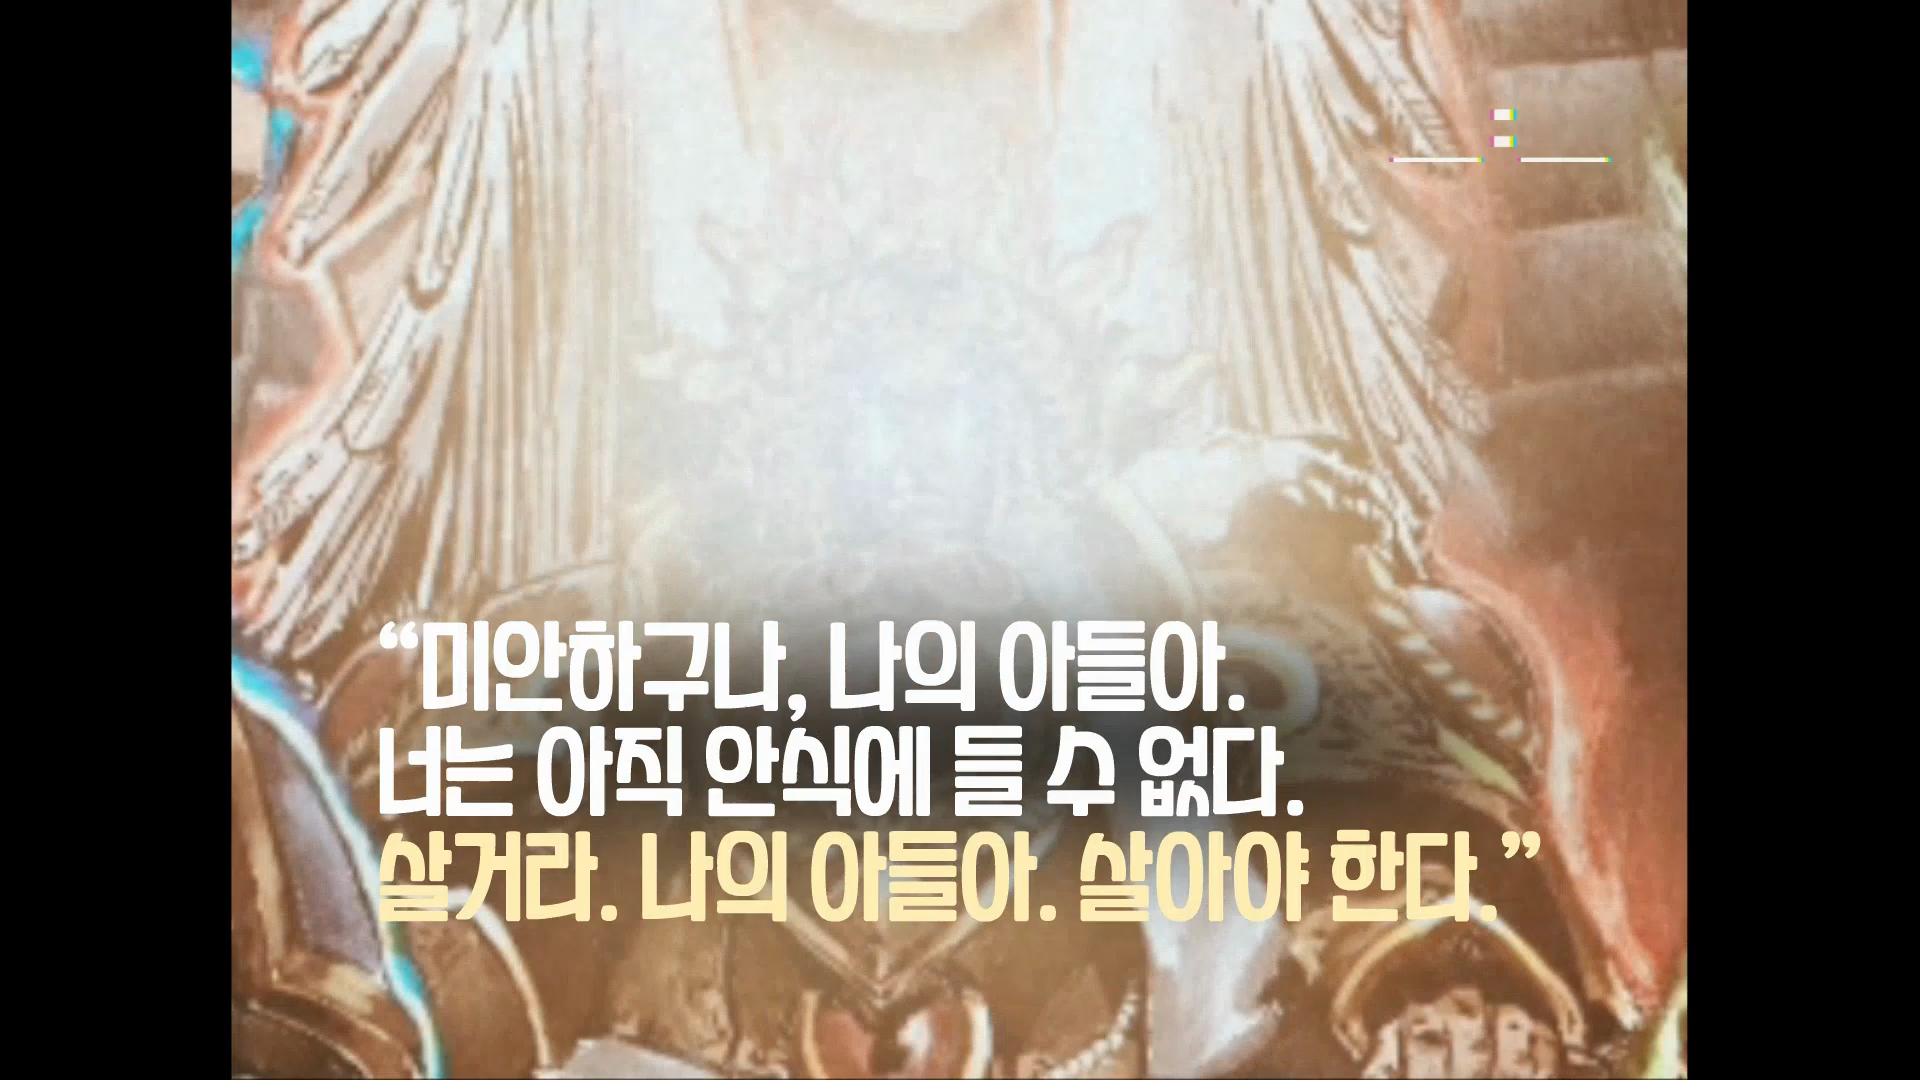 “미안하구나, 나의 아들아.
너는 아직 안식에 들 수 없다.
살거라. 나의 아들아. 살아야 한다.”